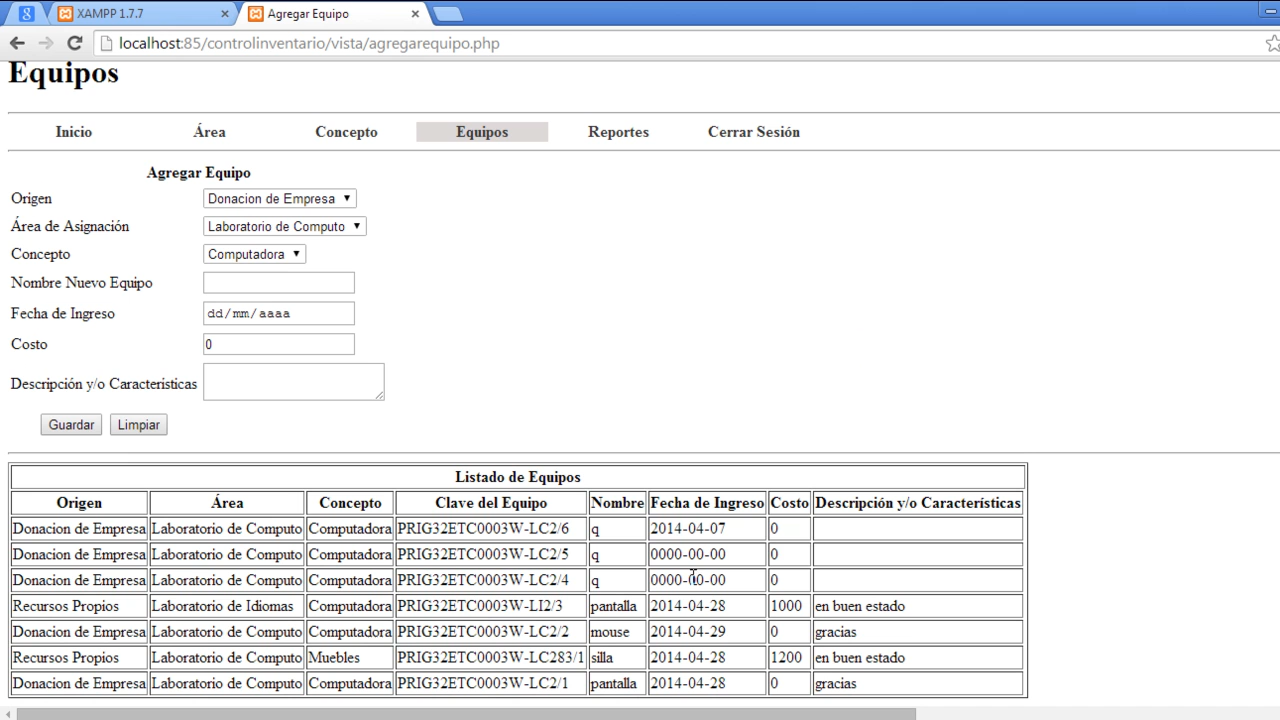 XAMPP 1.7.7
Agregar Equipo
localhost:85/controlinventario/vista/agregarequipo.php
Equipos
Inicio Área Concepto Equipos Reportes Cerrar Sesión
Agregar Equipo
Origen Donacion de Empresa
Área de Asignación Laboratorio de Computo
Concepto Computadora
Nombre Nuevo Equipo
Fecha de Ingreso dd/mm/aaaa
Costo 0
Descripción y/o Caracteristicas
Guardar Limpiar
Listado de Equipos
Origen Área Concepto Clave del Equipo Nombre Fecha de Ingreso Costo Descripción y/o Características
Donacion de Empresa Laboratorio de Computo Computadora PRIG32ETC0003W-LC2/6 q 2014-04-07 0
Donacion de Empresa Laboratorio de Computo Computadora PRIG32ETC0003W-LC2/5 q 0000-00-00 0
Donacion de Empresa Laboratorio de Computo Computadora PRIG32ETC0003W-LC2/4 q 0000-00-00 0
Recursos Propios Laboratorio de Idiomas Computadora PRIG32ETC0003W-LI2/3 pantalla 2014-04-28 1000 en buen estado
Donacion de Empresa Laboratorio de Computo Computadora PRIG32ETC0003W-LC2/2 mouse 2014-04-29 0 gracias
Recursos Propios Laboratorio de Computo Muebles PRIG32ETC0003W-LC283/1 silla 2014-04-28 1200 en buen estado
Donacion de Empresa Laboratorio de Computo Computadora PRIG32ETC0003W-LC2/1 pantalla 2014-04-28 0 gracias